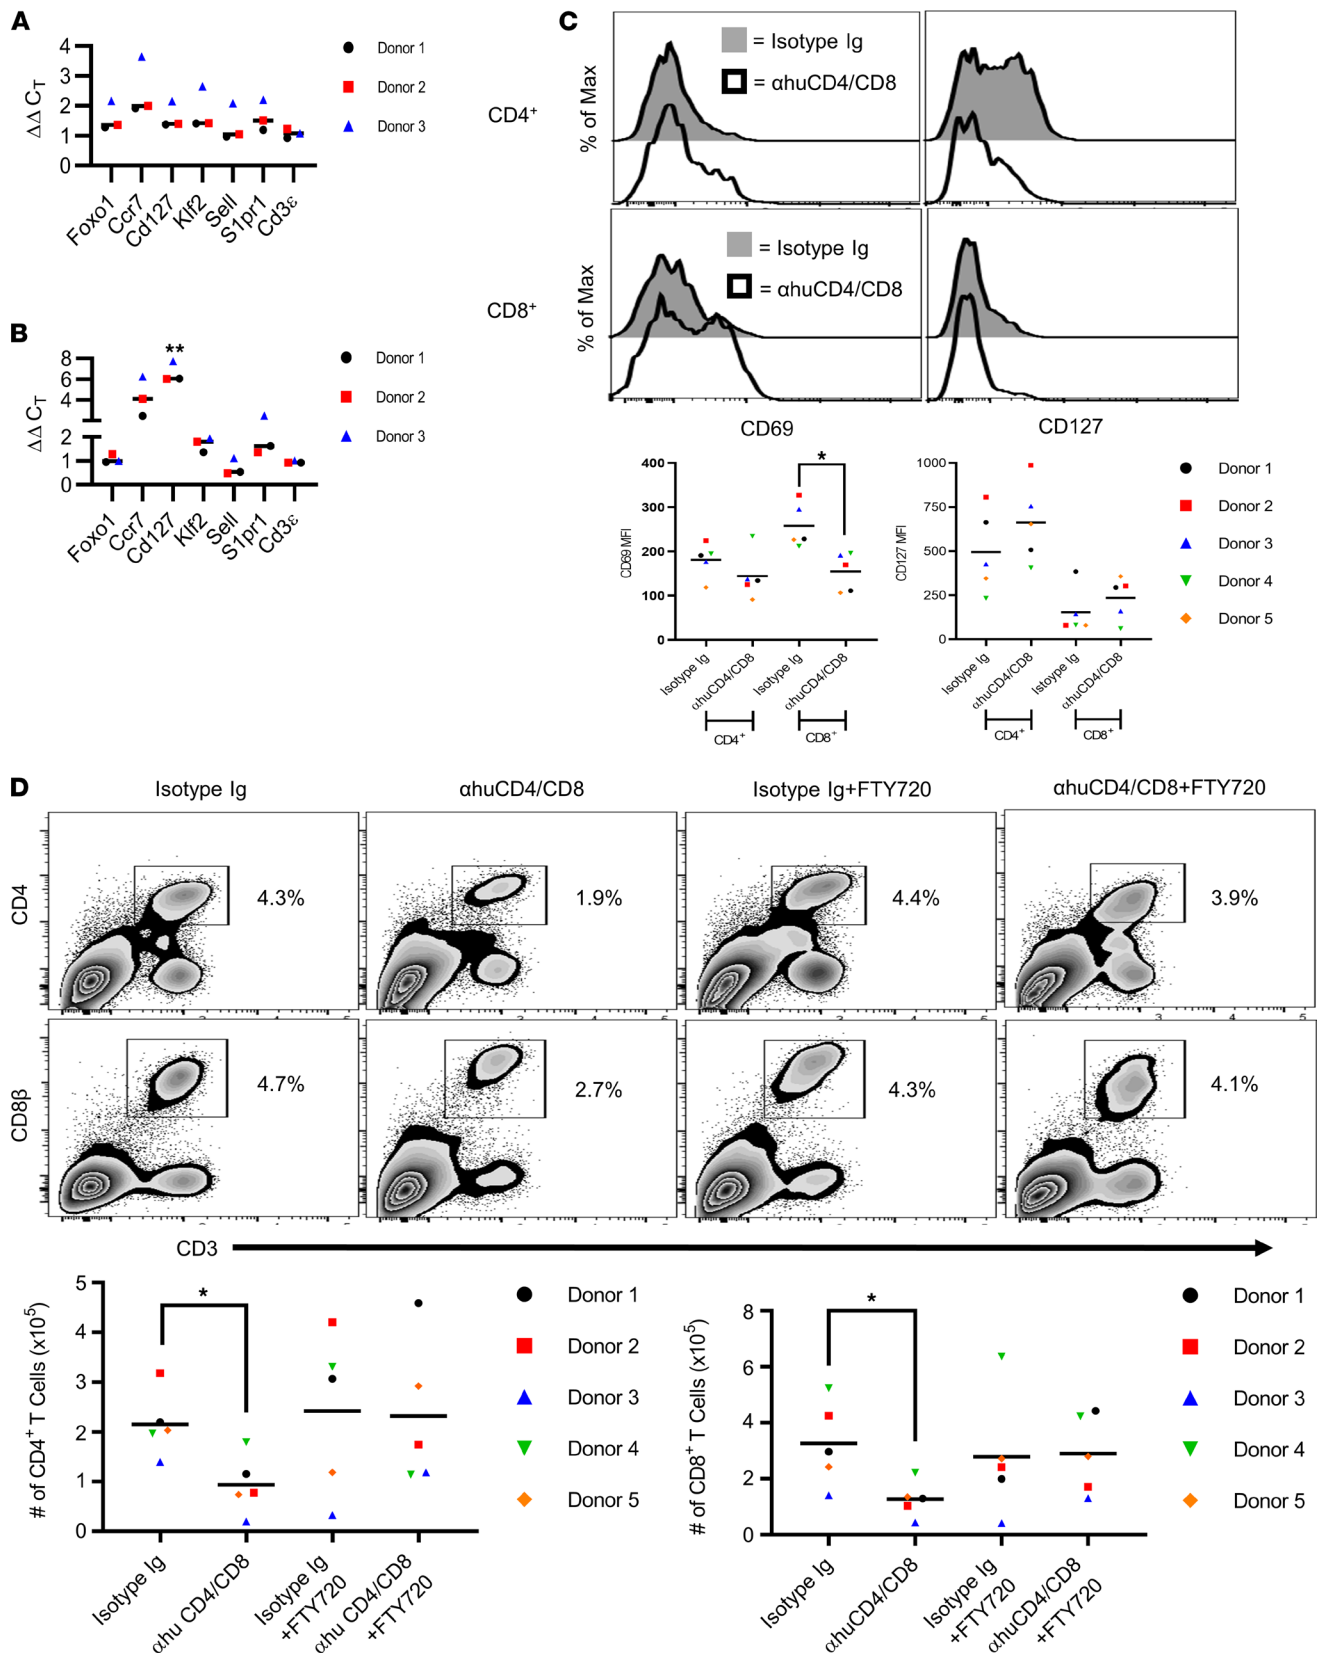 A
4
3
2
1
0
ΔΔ C_T
Donor 1
Donor 2
Donor 3
Foxo1
Ccr7
Cd127
Klf2
Sell
S1pr1
Cd3ε
B
8
6
4
2
1
0
ΔΔ C_T
**
Donor 1
Donor 2
Donor 3
Foxo1
Ccr7
Cd127
Klf2
Sell
S1pr1
Cd3ε
C
CD4⁺
% of Max
= Isotype Ig
= αhuCD4/CD8
CD8⁺
% of Max
= Isotype Ig
= αhuCD4/CD8
CD69
CD127
400
300
200
100
0
CD69 MFI
*
Isotype Ig
αhuCD4/CD8
Isotype Ig
αhuCD4/CD8
CD4⁺
CD8⁺
1000
750
500
250
0
CD127 MFI
Isotype Ig
αhuCD4/CD8
Istoype Ig
αhuCD4/CD8
CD4⁺
CD8⁺
Donor 1
Donor 2
Donor 3
Donor 4
Donor 5
D
Isotype Ig
αhuCD4/CD8
Isotype Ig+FTY720
αhuCD4/CD8+FTY720
CD4
4.3%
1.9%
4.4%
3.9%
CD8β
4.7%
2.7%
4.3%
4.1%
CD3
5
4
3
2
1
0
# of CD4⁺ T Cells (x10⁵)
*
Isotype Ig
αhu CD4/CD8
Isotype Ig
+FTY720
αhu CD4/CD8
+FTY720
Donor 1
Donor 2
Donor 3
Donor 4
Donor 5
8
6
4
2
0
# of CD8⁺ T Cells (x10⁵)
*
Isotype Ig
αhuCD4/CD8
Isotype Ig
+FTY720
αhuCD4/CD8
+FTY720
Donor 1
Donor 2
Donor 3
Donor 4
Donor 5